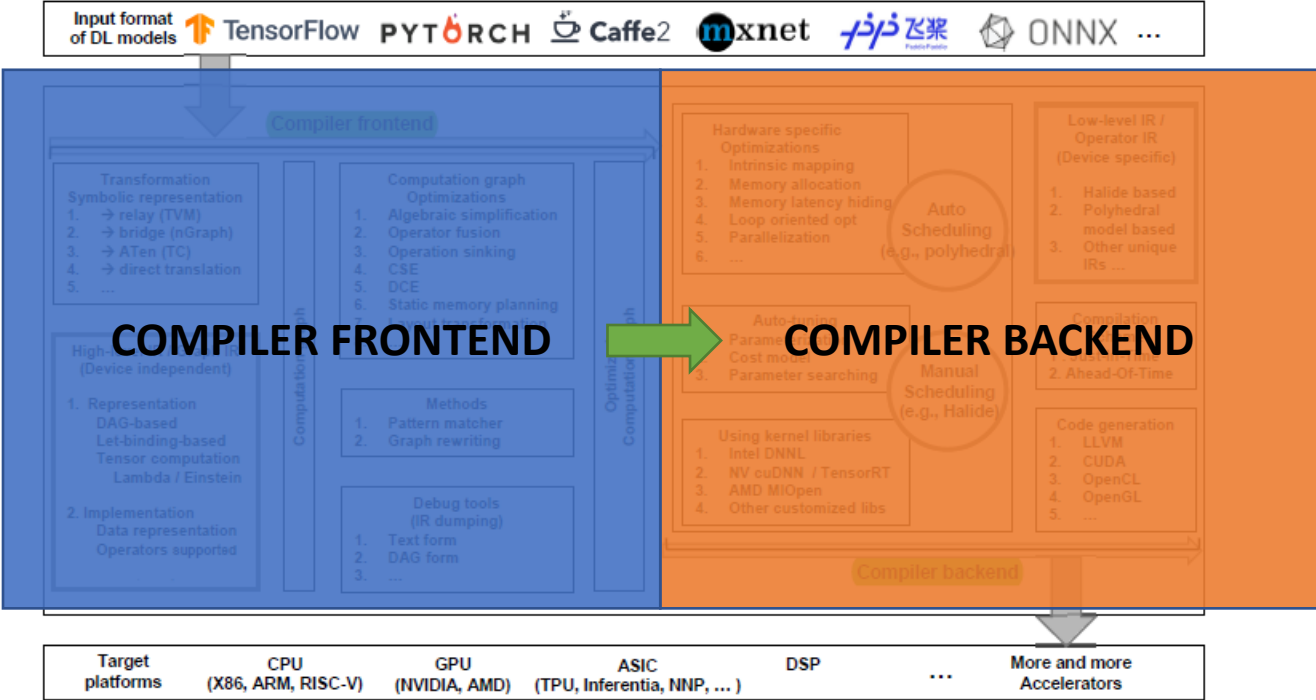 Input format
of DL models
TensorFlow
PYTORCH
Caffe2
mxnet
飞桨
PaddlePaddle
ONNX ...
Compiler frontend
Transformation
Symbolic representation
1. → relay (TVM)
2. → bridge (nGraph)
3. → ATen (TC)
4. → direct translation
5. ...
(Device independent)
1. Representation
DAG-based
Let-binding-based
Tensor computation
Lambda / Einstein
2. Implementation
Data representation
Operators supported
Computation graph
Optimizations
1. Algebraic simplification
2. Operator fusion
3. Operation sinking
4. CSE
5. DCE
6. Static memory planning
7. Layout transformation
Methods
1. Pattern matcher
2. Graph rewriting
Debug tools
(IR dumping)
1. Text form
2. DAG form
3. ...
COMPILER FRONTEND
COMPILER BACKEND
Hardware specific
Optimizations
1. Intrinsic mapping
2. Memory allocation
3. Memory latency hiding
4. Loop oriented opt
5. Parallelization
6. ...
Auto
Scheduling
(e.g., polyhedral)
Auto-tuning
Parameterization
2. Cost model
3. Parameter searching
Manual
Scheduling
(e.g., Halide)
Using kernel libraries
1. Intel DNNL
2. NV cuDNN / TensorRT
3. AMD MIOpen
4. Other customized libs
Low-level IR /
Operator IR
(Device specific)
1. Halide based
2. Polyhedral
model based
3. Other unique
IRs ...
Compilation
Just-In-Time
2. Ahead-Of-Time
Code generation
1. LLVM
2. CUDA
3. OpenCL
4. OpenGL
5. ...
Compiler backend
Target
platforms
CPU
(X86, ARM, RISC-V)
GPU
(NVIDIA, AMD)
ASIC
(TPU, Inferentia, NNP, ... )
DSP
...
More and more
Accelerators